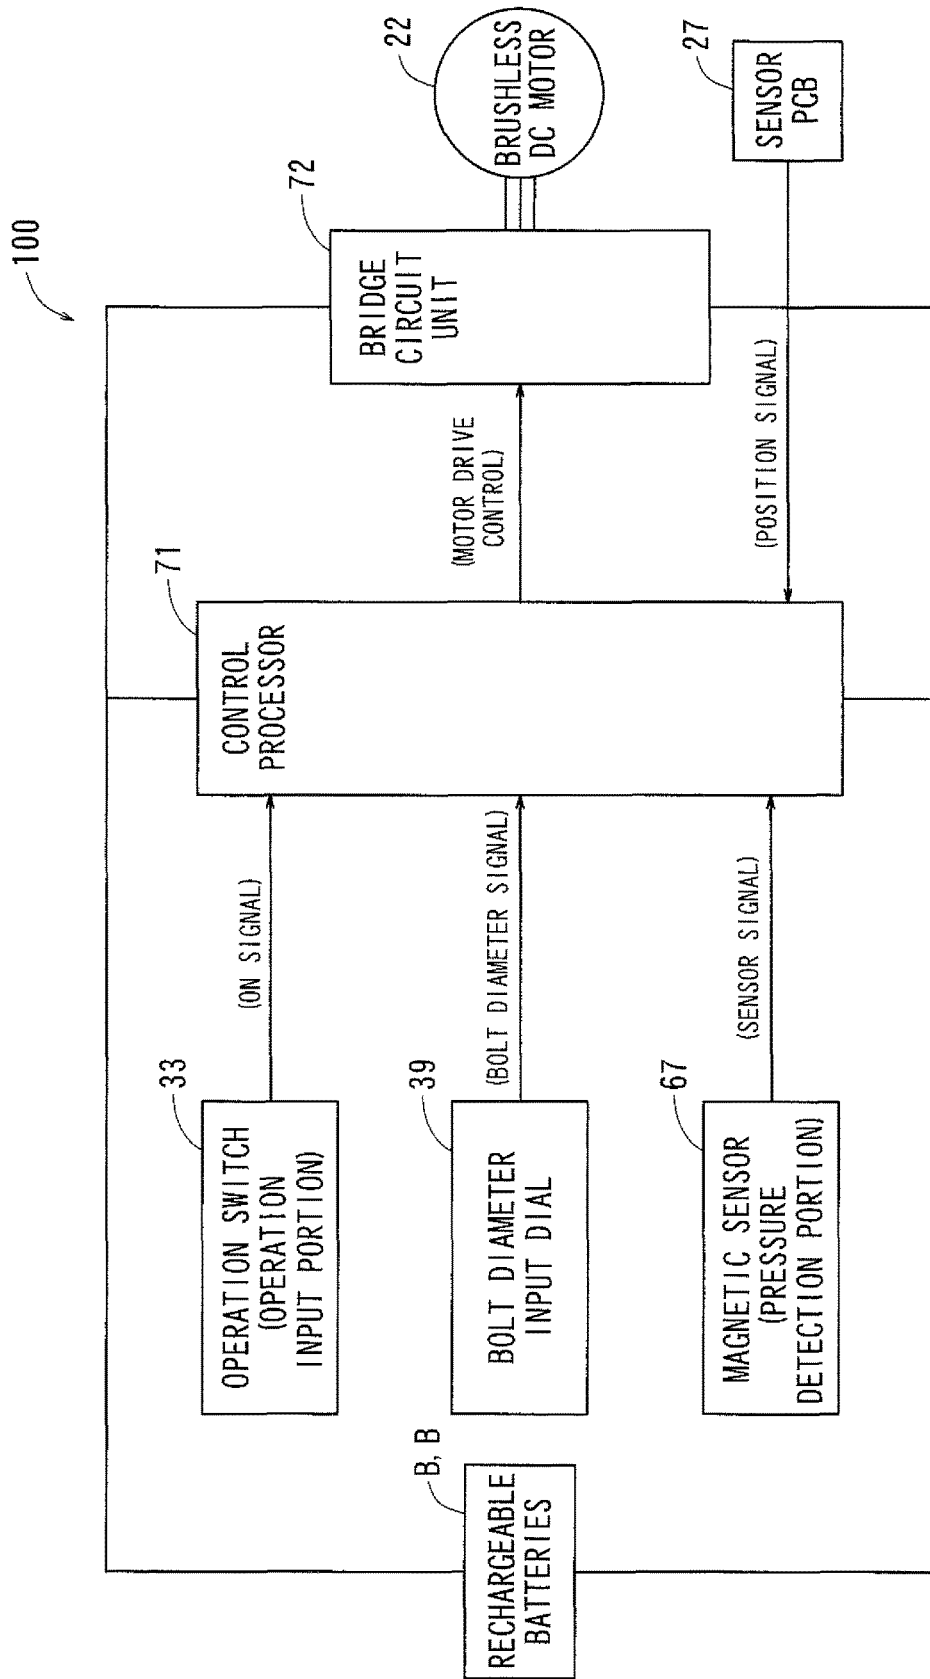 100
RECHARGEABLE
BATTERIES
B, B
OPERATION SWITCH
(OPERATION
INPUT PORTION)
33
(ON SIGNAL)
BOLT DIAMETER
INPUT DIAL
39
(BOLT DIAMETER SIGNAL)
MAGNETIC SENSOR
(PRESSURE
DETECTION PORTION)
67
(SENSOR SIGNAL)
CONTROL
PROCESSOR
71
(MOTOR DRIVE
CONTROL)
(POSITION SIGNAL)
BRIDGE
CIRCUIT
UNIT
72
BRUSHLESS
DC MOTOR
22
SENSOR
PCB
27